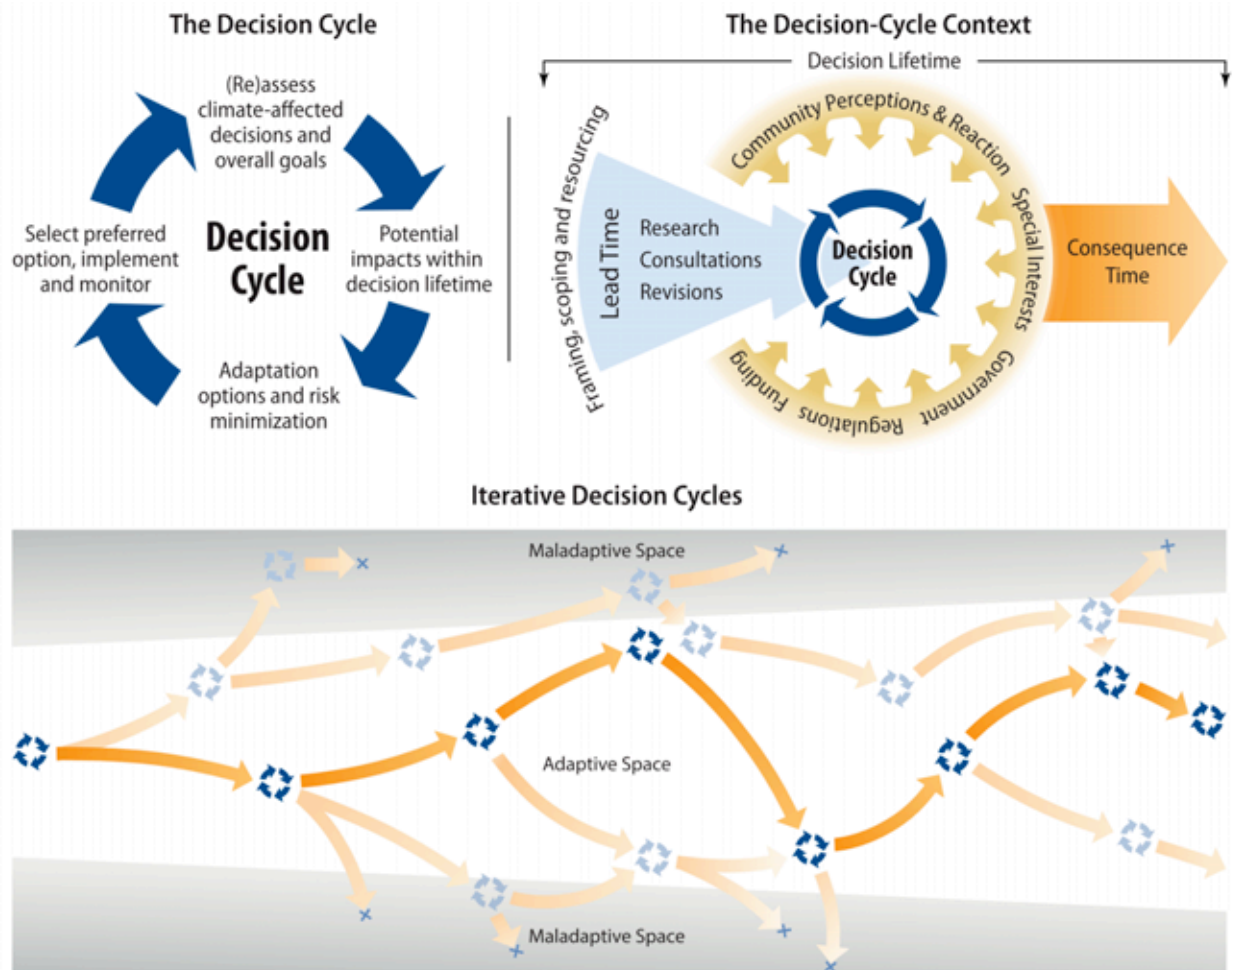 The Decision Cycle
(Re)assess
climate-affected
decisions and
overall goals
Potential
impacts within
decision lifetime
Adaptation
options and risk
minimization
Select preferred
option, implement
and monitor
Decision
Cycle
The Decision-Cycle Context
Decision Lifetime
Framing, scoping and resourcing
Lead Time
Research
Consultations
Revisions
Decision
Cycle
Community Perceptions & Reaction
Special Interests
Government
Regulations
Funding
Consequence
Time
Iterative Decision Cycles
Maladaptive Space
Adaptive Space
Maladaptive Space